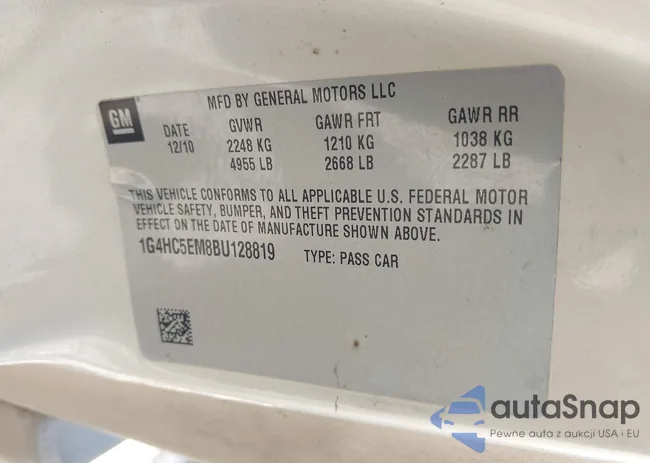 GM
MFD BY GENERAL MOTORS LLC
DATE GVWR GAWR FRT GAWR RR
12/10 2248 KG 1210 KG 1038 KG
4955 LB 2668 LB 2287 LB
THIS VEHICLE CONFORMS TO ALL APPLICABLE U.S. FEDERAL MOTOR
VEHICLE SAFETY, BUMPER, AND THEFT PREVENTION STANDARDS IN
EFFECT ON THE DATE OF MANUFACTURE SHOWN ABOVE.
1G4HC5EM8BU128819 TYPE: PASS CAR
autaSnap
Pewne auta z aukcji USA i EU